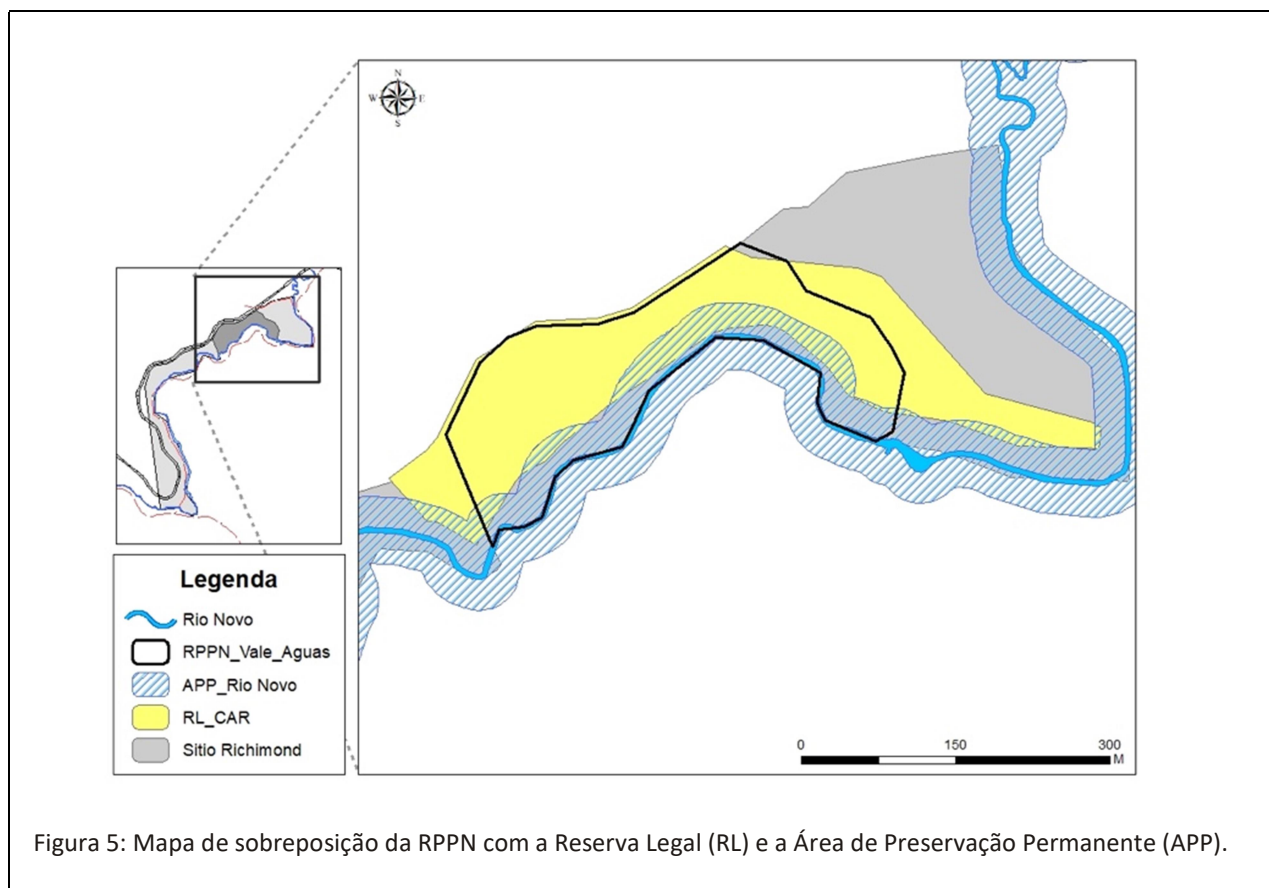 N
W E
S
Legenda
Rio Novo
RPPN_Vale_Aguas
APP_Rio Novo
RL_CAR
Sitio Richimond
0 150 300
M
Figura 5: Mapa de sobreposição da RPPN com a Reserva Legal (RL) e a Área de Preservação Permanente (APP).